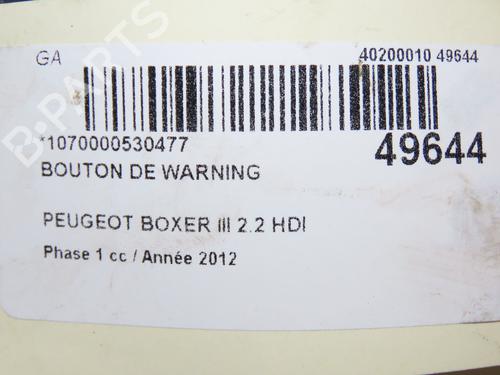 GA
40200010 49644
*1070000530477
49644
BOUTON DE WARNING
PEUGEOT BOXER III 2.2 HDI
Phase 1 cc / Année 2012
B-PARTS